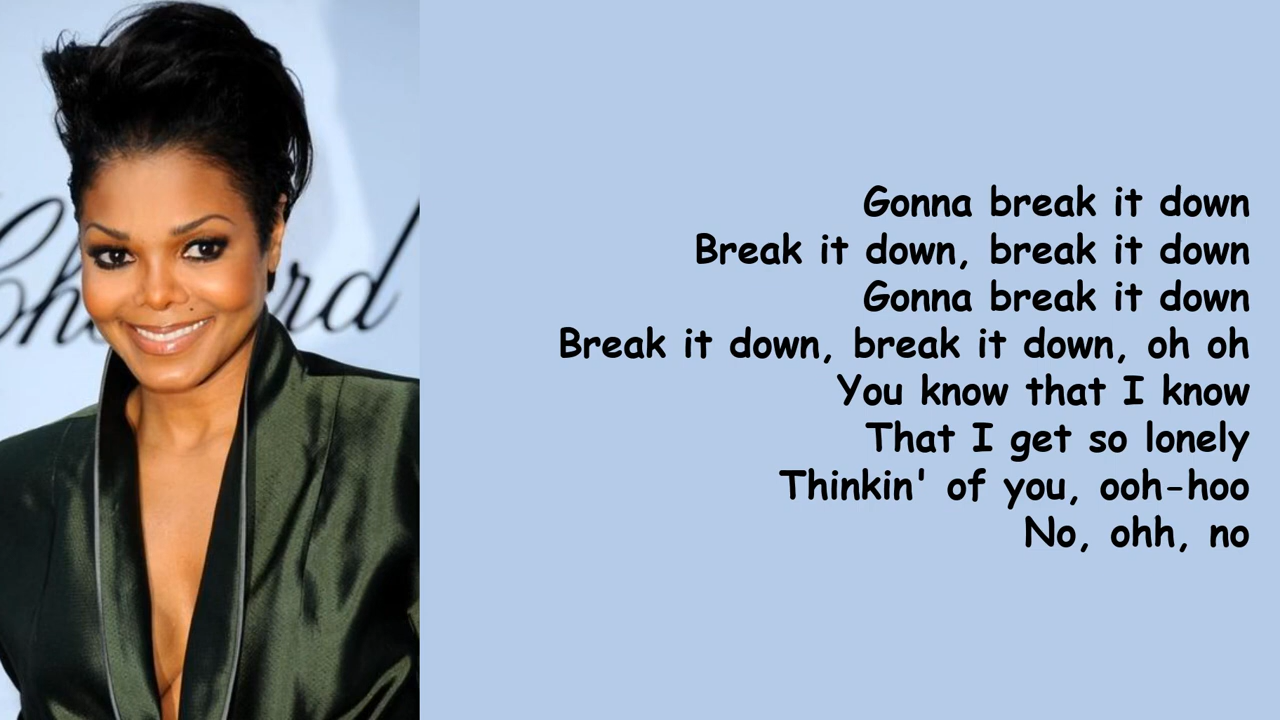 Chopard
Gonna break it down
Break it down, break it down
Gonna break it down
Break it down, break it down, oh oh
You know that I know
That I get so lonely
Thinkin' of you, ooh-hoo
No, ohh, no